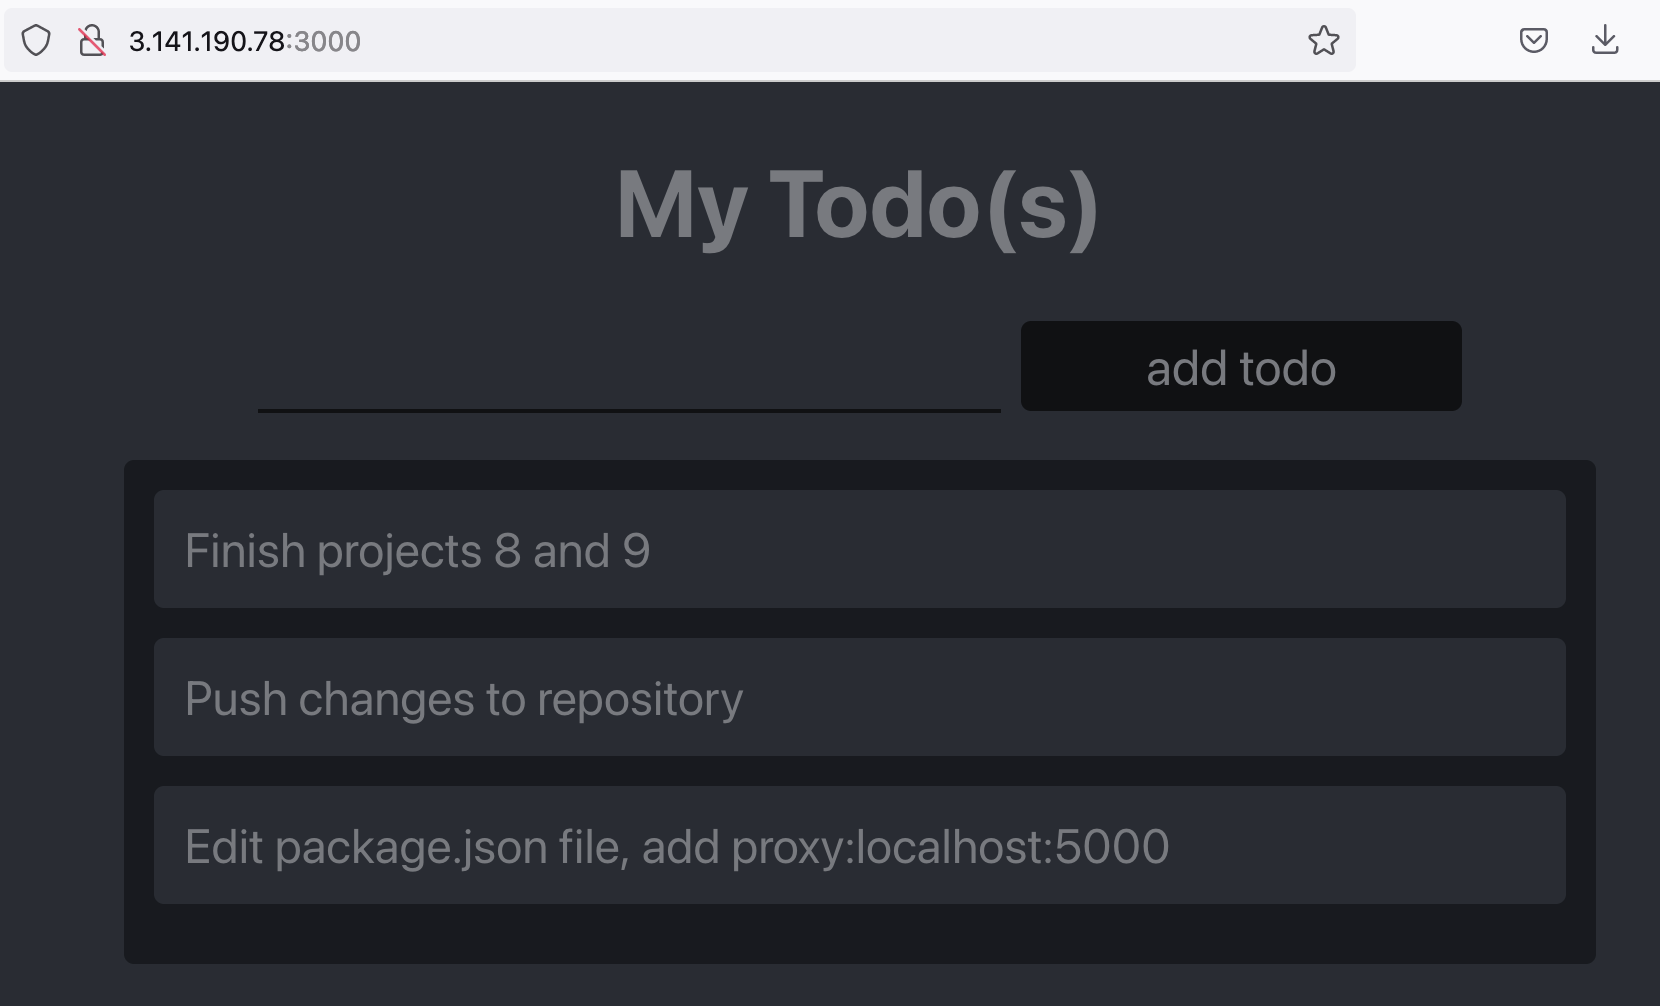 3.141.190.78:3000
My Todo(s)
add todo
Finish projects 8 and 9
Push changes to repository
Edit package.json file, add proxy:localhost:5000